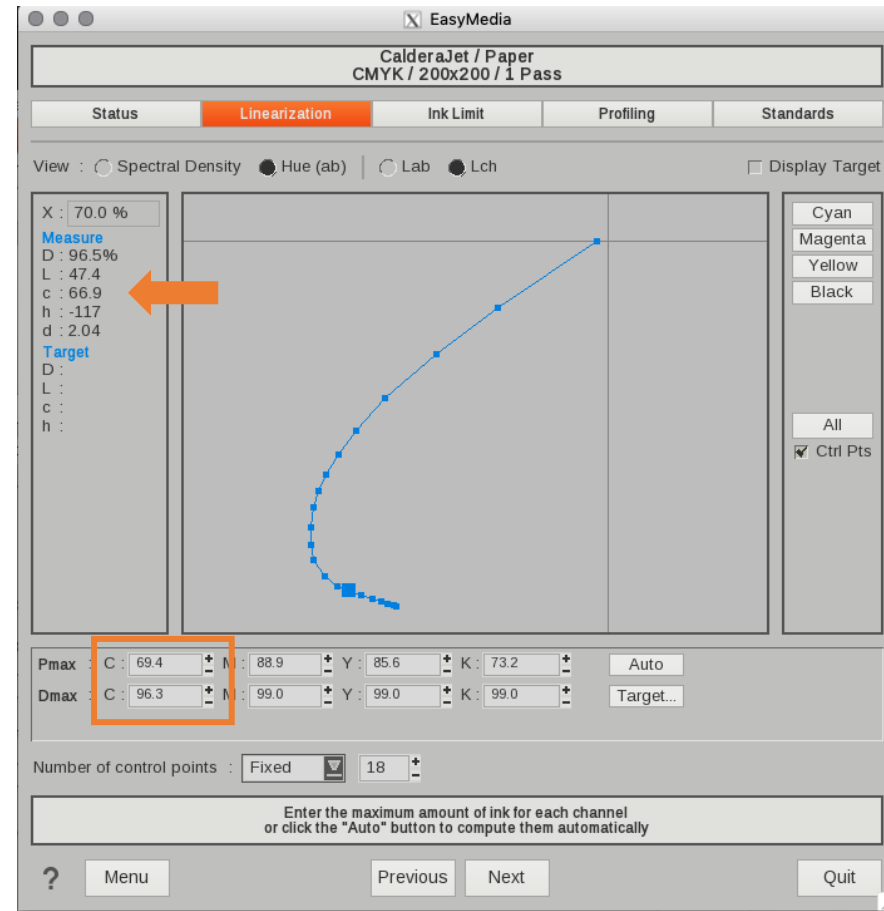 EasyMedia
CalderaJet / Paper
CMYK / 200x200 / 1 Pass
Status Linearization Ink Limit Profiling Standards
View : Spectral Density Hue (ab) Lab Lch Display Target
X : 70.0 %
Measure
D : 96.5%
L : 47.4
c : 66.9
h : -117
d : 2.04
Target
D :
L :
c :
h :
Cyan
Magenta
Yellow
Black
All
Ctrl Pts
Pmax : C : 69.4 M : 88.9 Y : 85.6 K : 73.2 Auto
Dmax : C : 96.3 M : 99.0 Y : 99.0 K : 99.0 Target...
Number of control points : Fixed 18
Enter the maximum amount of ink for each channel
or click the "Auto" button to compute them automatically
? Menu Previous Next Quit